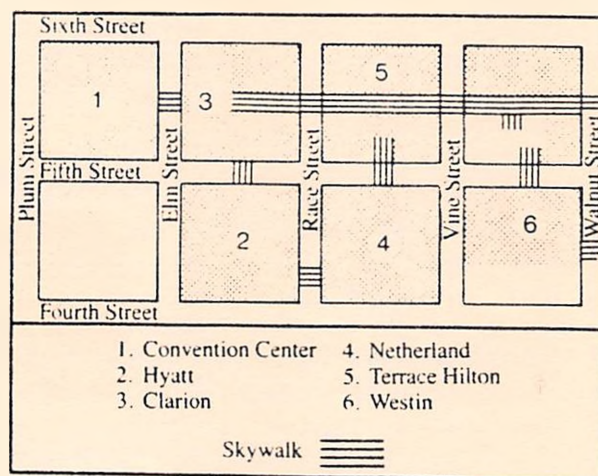 Sixth Street
1
3
5
Plum Street
Elm Street
Race Street
Vine Street
Walnut Street
Fifth Street
2
4
6
Fourth Street
1. Convention Center 4. Netherland
2. Hyatt 5. Terrace Hilton
3. Clarion 6. Westin
Skywalk